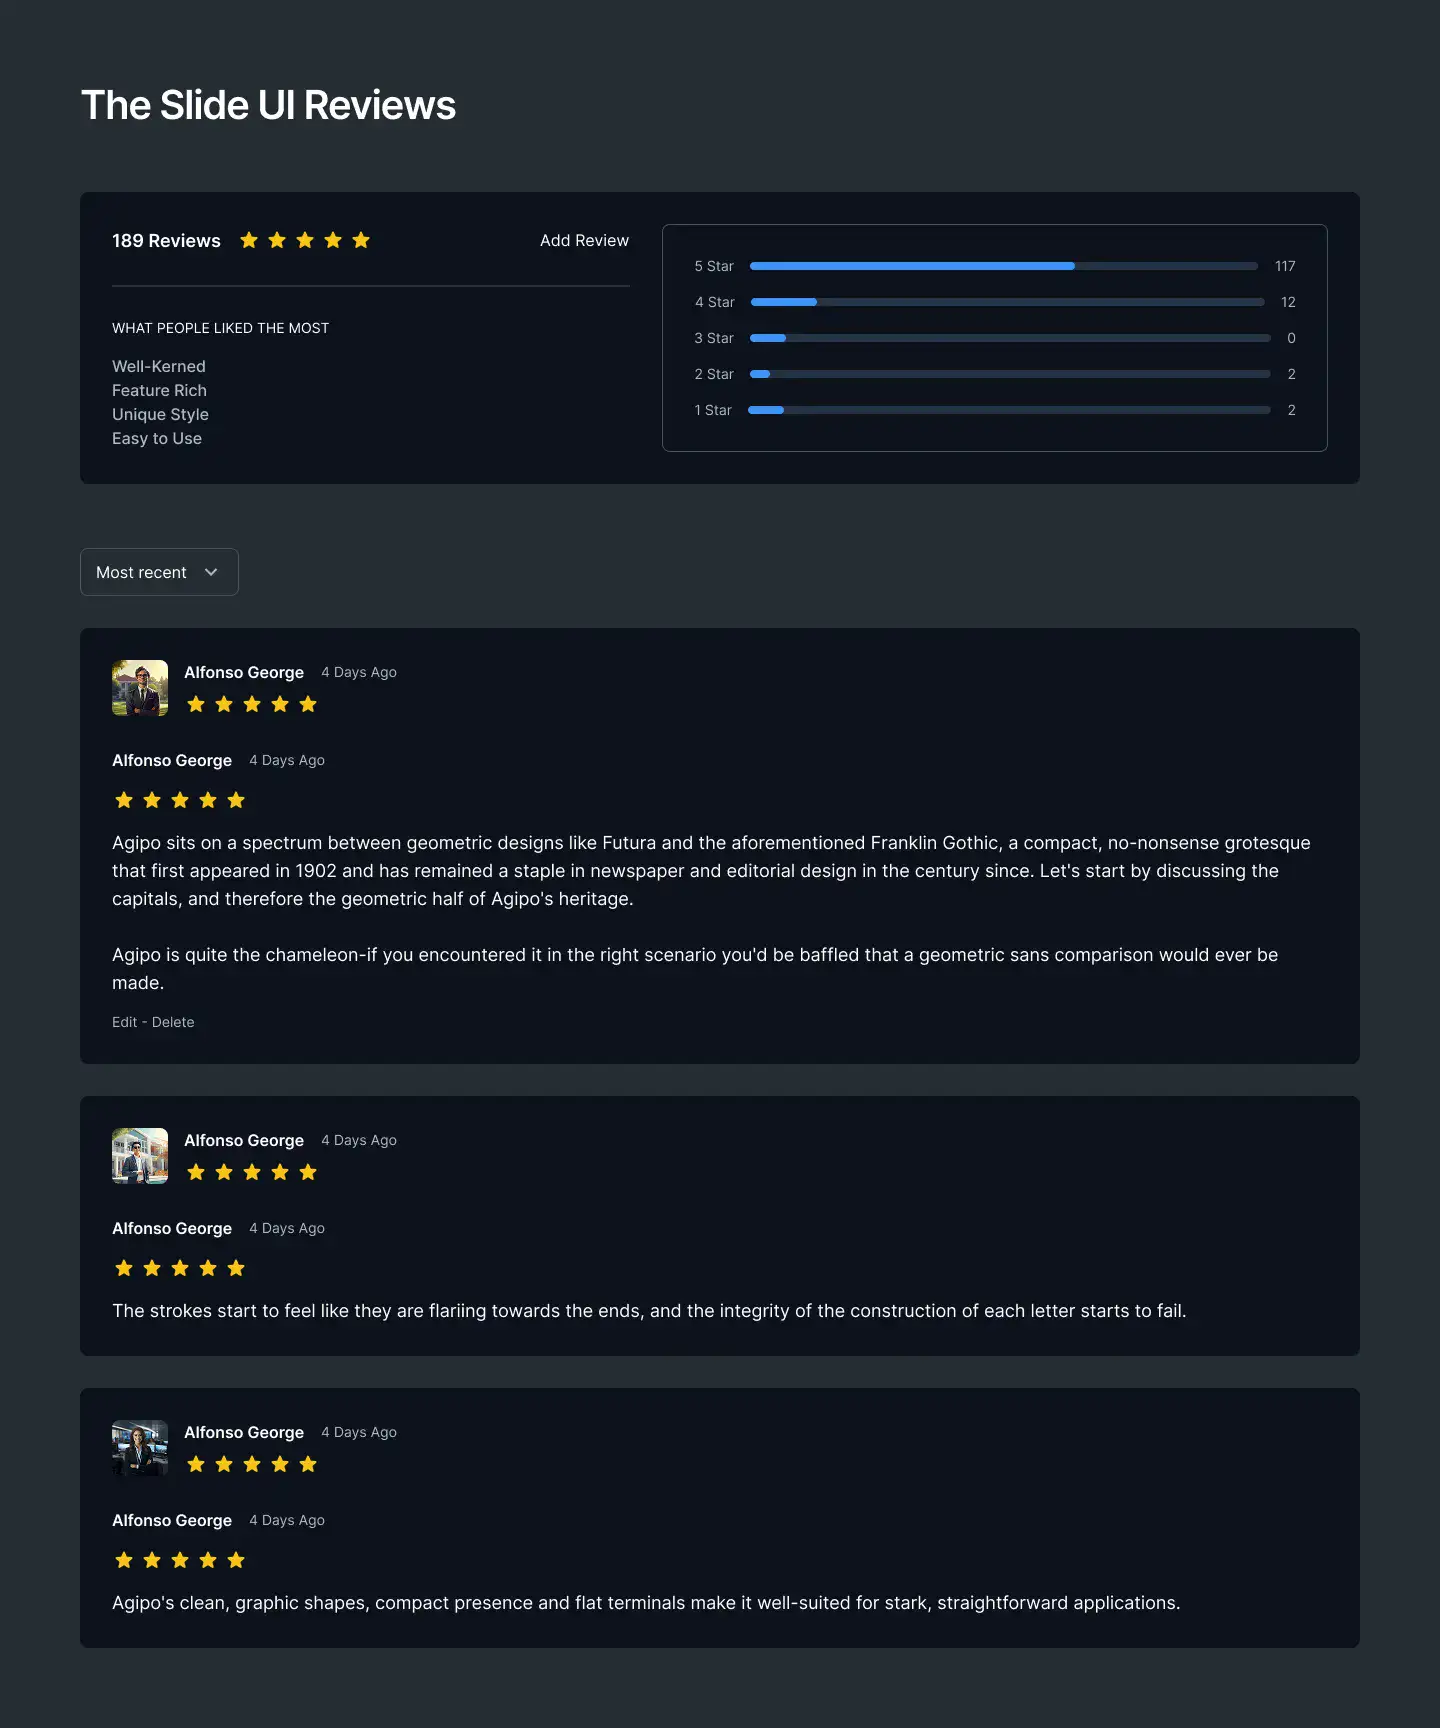 The Slide UI Reviews
189 Reviews
Add Review
WHAT PEOPLE LIKED THE MOST
Well-Kerned
Feature Rich
Unique Style
Easy to Use
5 Star 117
4 Star 12
3 Star 0
2 Star 2
1 Star 2
Most recent
Alfonso George 4 Days Ago
Alfonso George 4 Days Ago
Agipo sits on a spectrum between geometric designs like Futura and the aforementioned Franklin Gothic, a compact, no-nonsense grotesque
that first appeared in 1902 and has remained a staple in newspaper and editorial design in the century since. Let's start by discussing the
capitals, and therefore the geometric half of Agipo's heritage.
Agipo is quite the chameleon-if you encountered it in the right scenario you'd be baffled that a geometric sans comparison would ever be
made.
Edit - Delete
Alfonso George 4 Days Ago
Alfonso George 4 Days Ago
The strokes start to feel like they are flariing towards the ends, and the integrity of the construction of each letter starts to fail.
Alfonso George 4 Days Ago
Alfonso George 4 Days Ago
Agipo's clean, graphic shapes, compact presence and flat terminals make it well-suited for stark, straightforward applications.